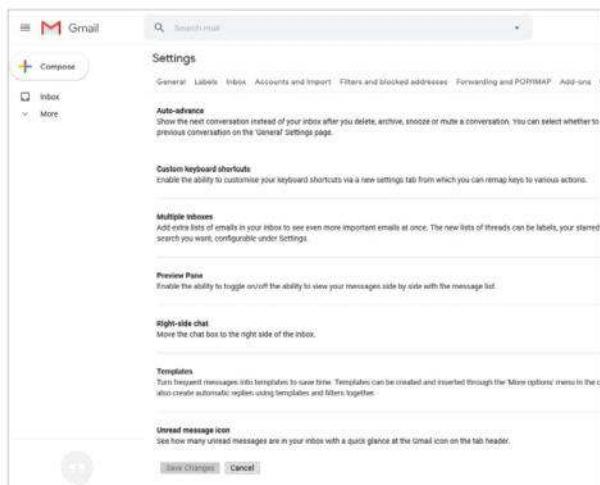 Gmail
Search mail
Compose
Inbox
More
Settings
General Labels Inbox Accounts and Import Filters and blocked addresses Forwarding and POP/IMAP Add-ons
Auto-advance
Show the next conversation instead of your inbox after you delete, archive, snooze or mute a conversation. You can select whether to
previous conversation on the 'General' Settings page.
Custom keyboard shortcuts
Enable the ability to customise your keyboard shortcuts via a new settings tab from which you can remap keys to various actions.
Multiple Inboxes
Add extra lists of emails in your inbox to see even more important emails at once. The new lists of threads can be labels, your starred
search you want, configurable under Settings.
Preview Pane
Enable the ability to toggle on/off the ability to view your messages side by side with the message list.
Right-side chat
Move the chat box to the right side of the inbox.
Templates
Turn frequent messages into templates to save time. Templates can be created and inserted through the 'More options' menu in the
also create automatic replies using templates and filters together.
Unread message icon
See how many unread messages are in your inbox with a quick glance at the Gmail icon on the tab header.
Save Changes Cancel